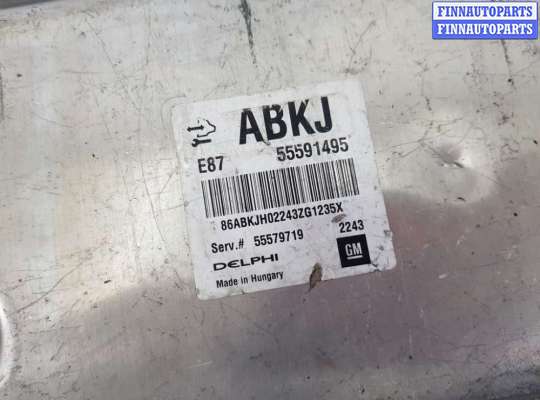 FINNAUTOPARTS
FINNAUTOPARTS
ABKJ
E87 55591495
86ABKJH02243ZG1235X
Serv.# 55579719 2243
DELPHI GM
Made in Hungary